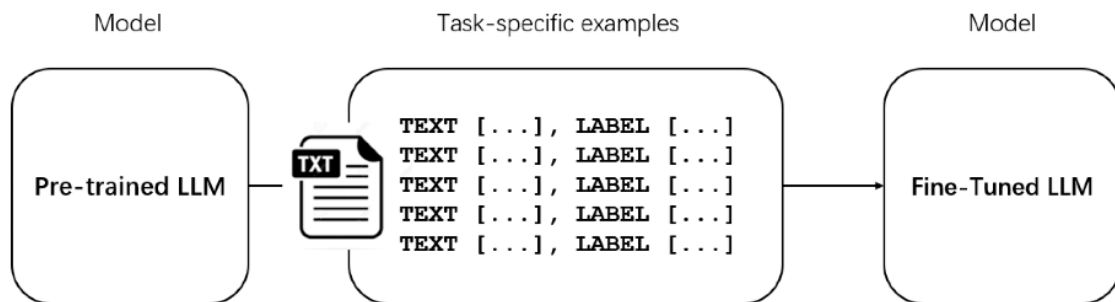 Model
Task-specific examples
Model
Pre-trained LLM
TXT
TEXT [...], LABEL [...]
TEXT [...], LABEL [...]
TEXT [...], LABEL [...]
TEXT [...], LABEL [...]
TEXT [...], LABEL [...]
Fine-Tuned LLM